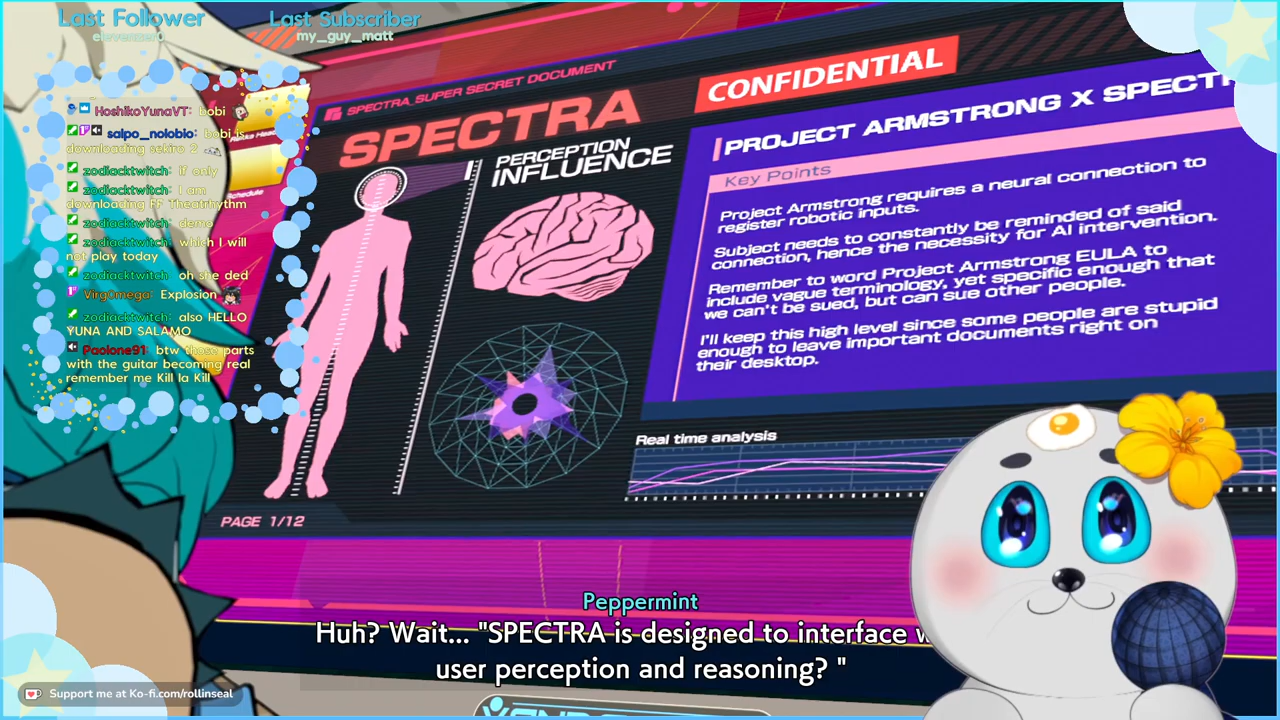 Last Follower
elevenzer0
Last Subscriber
my_guy_matt
HoshikoYunaVT: bobi
salpo_nolobio: bobi is
downloading sekiro 2
zodiacktwitch: If only
zodiacktwitch: I am
downloading FF Theatrhythm
zodiacktwitch: demo
zodiacktwitch: which I will
not play today
zodiacktwitch: oh she ded
Virgomega: Explosion
zodiacktwitch: also HELLO
YUNA AND SALAMO
Paolone91: btw those parts
with the guitar becoming real
remember me Kill la Kill
Schedule
SPECTRA SUPER SECRET DOCUMENT
SPECTRA
PERCEPTION
INFLUENCE
CONFIDENTIAL
PROJECT ARMSTRONG X SPECT
Key Points
Project Armstrong requires a neural connection to
register robotic inputs.
Subject needs to constantly be reminded of said
connection, hence the necessity for AI intervention.
Remember to word Project Armstrong EULA to
include vague terminology, yet specific enough that
we can't be sued, but can sue other people.
I'll keep this high level since some people are stupid
enough to leave important documents right on
their desktop.
Real time analysis
PAGE 1/12
Peppermint
Huh? Wait... "SPECTRA is designed to interface
user perception and reasoning? "
Support me at Ko-fi.com/rollinseal